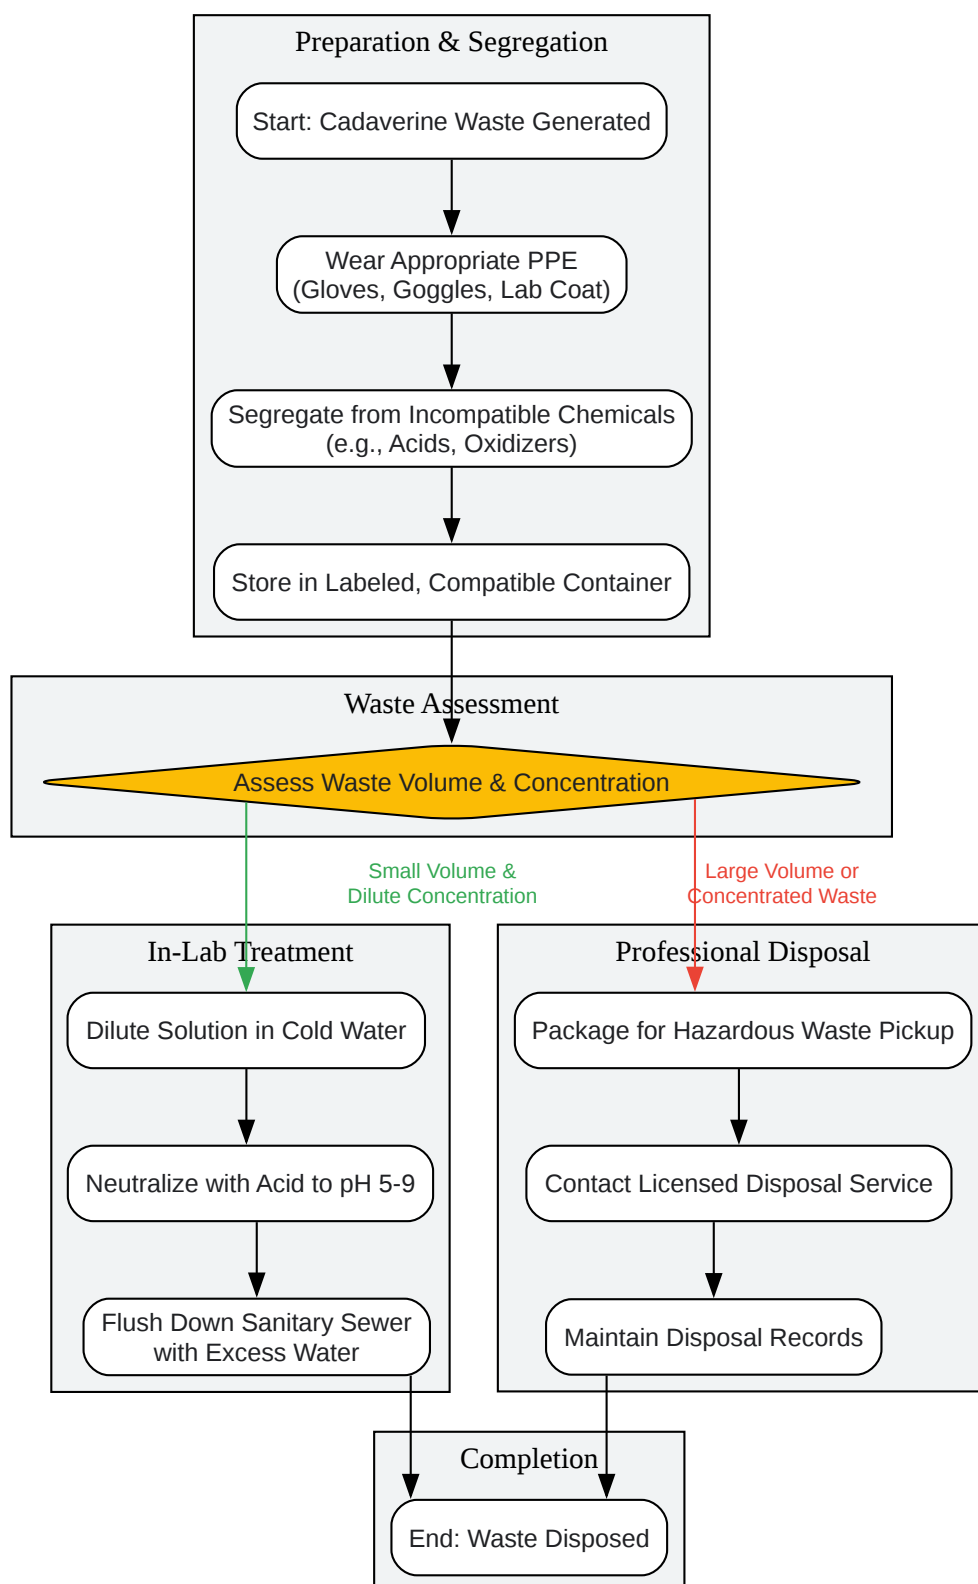 Preparation & Segregation
Start: Cadaverine Waste Generated
Wear Appropriate PPE
(Gloves, Goggles, Lab Coat)
Segregate from Incompatible Chemicals
(e.g., Acids, Oxidizers)
Store in Labeled, Compatible Container
Waste Assessment
Assess Waste Volume & Concentration
Small Volume &
Dilute Concentration
Large Volume or
Concentrated Waste
In-Lab Treatment
Dilute Solution in Cold Water
Neutralize with Acid to pH 5-9
Flush Down Sanitary Sewer
with Excess Water
Professional Disposal
Package for Hazardous Waste Pickup
Contact Licensed Disposal Service
Maintain Disposal Records
Completion
End: Waste Disposed